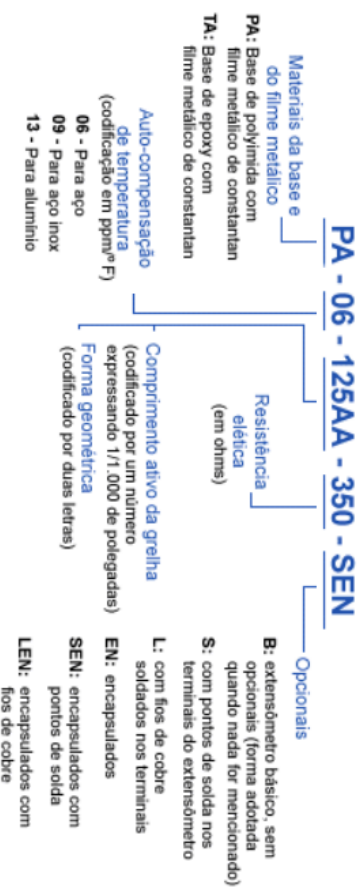 PA - 06 - 125AA - 350 - SEN
Materiais da base e
do filme metálico
PA: Base de polyimida com
filme metálico de constantan
TA: Base de epoxy com
filme metálico de constantan
Auto-compensação
de temperatura
(codificação em ppm/ºF)
06 - Para aço
09 - Para aço inox
13 - Para alumínio
Comprimento ativo da grelha
(codificado por um número
expressando 1/1.000 de polegadas)
Forma geométrica
(codificado por duas letras)
Resistência
elética
(em ohms)
Opcionais
B: extensômetro básico, sem
opcionais (forma adotada
quando nada for mencionado)
S: com pontos de solda nos
terminais do extensômetro
L: com fios de cobre
soldados nos terminais
EN: encapsulados
SEN: encapsulados com
pontos de solda
LEN: encapsulados com
fios de cobre